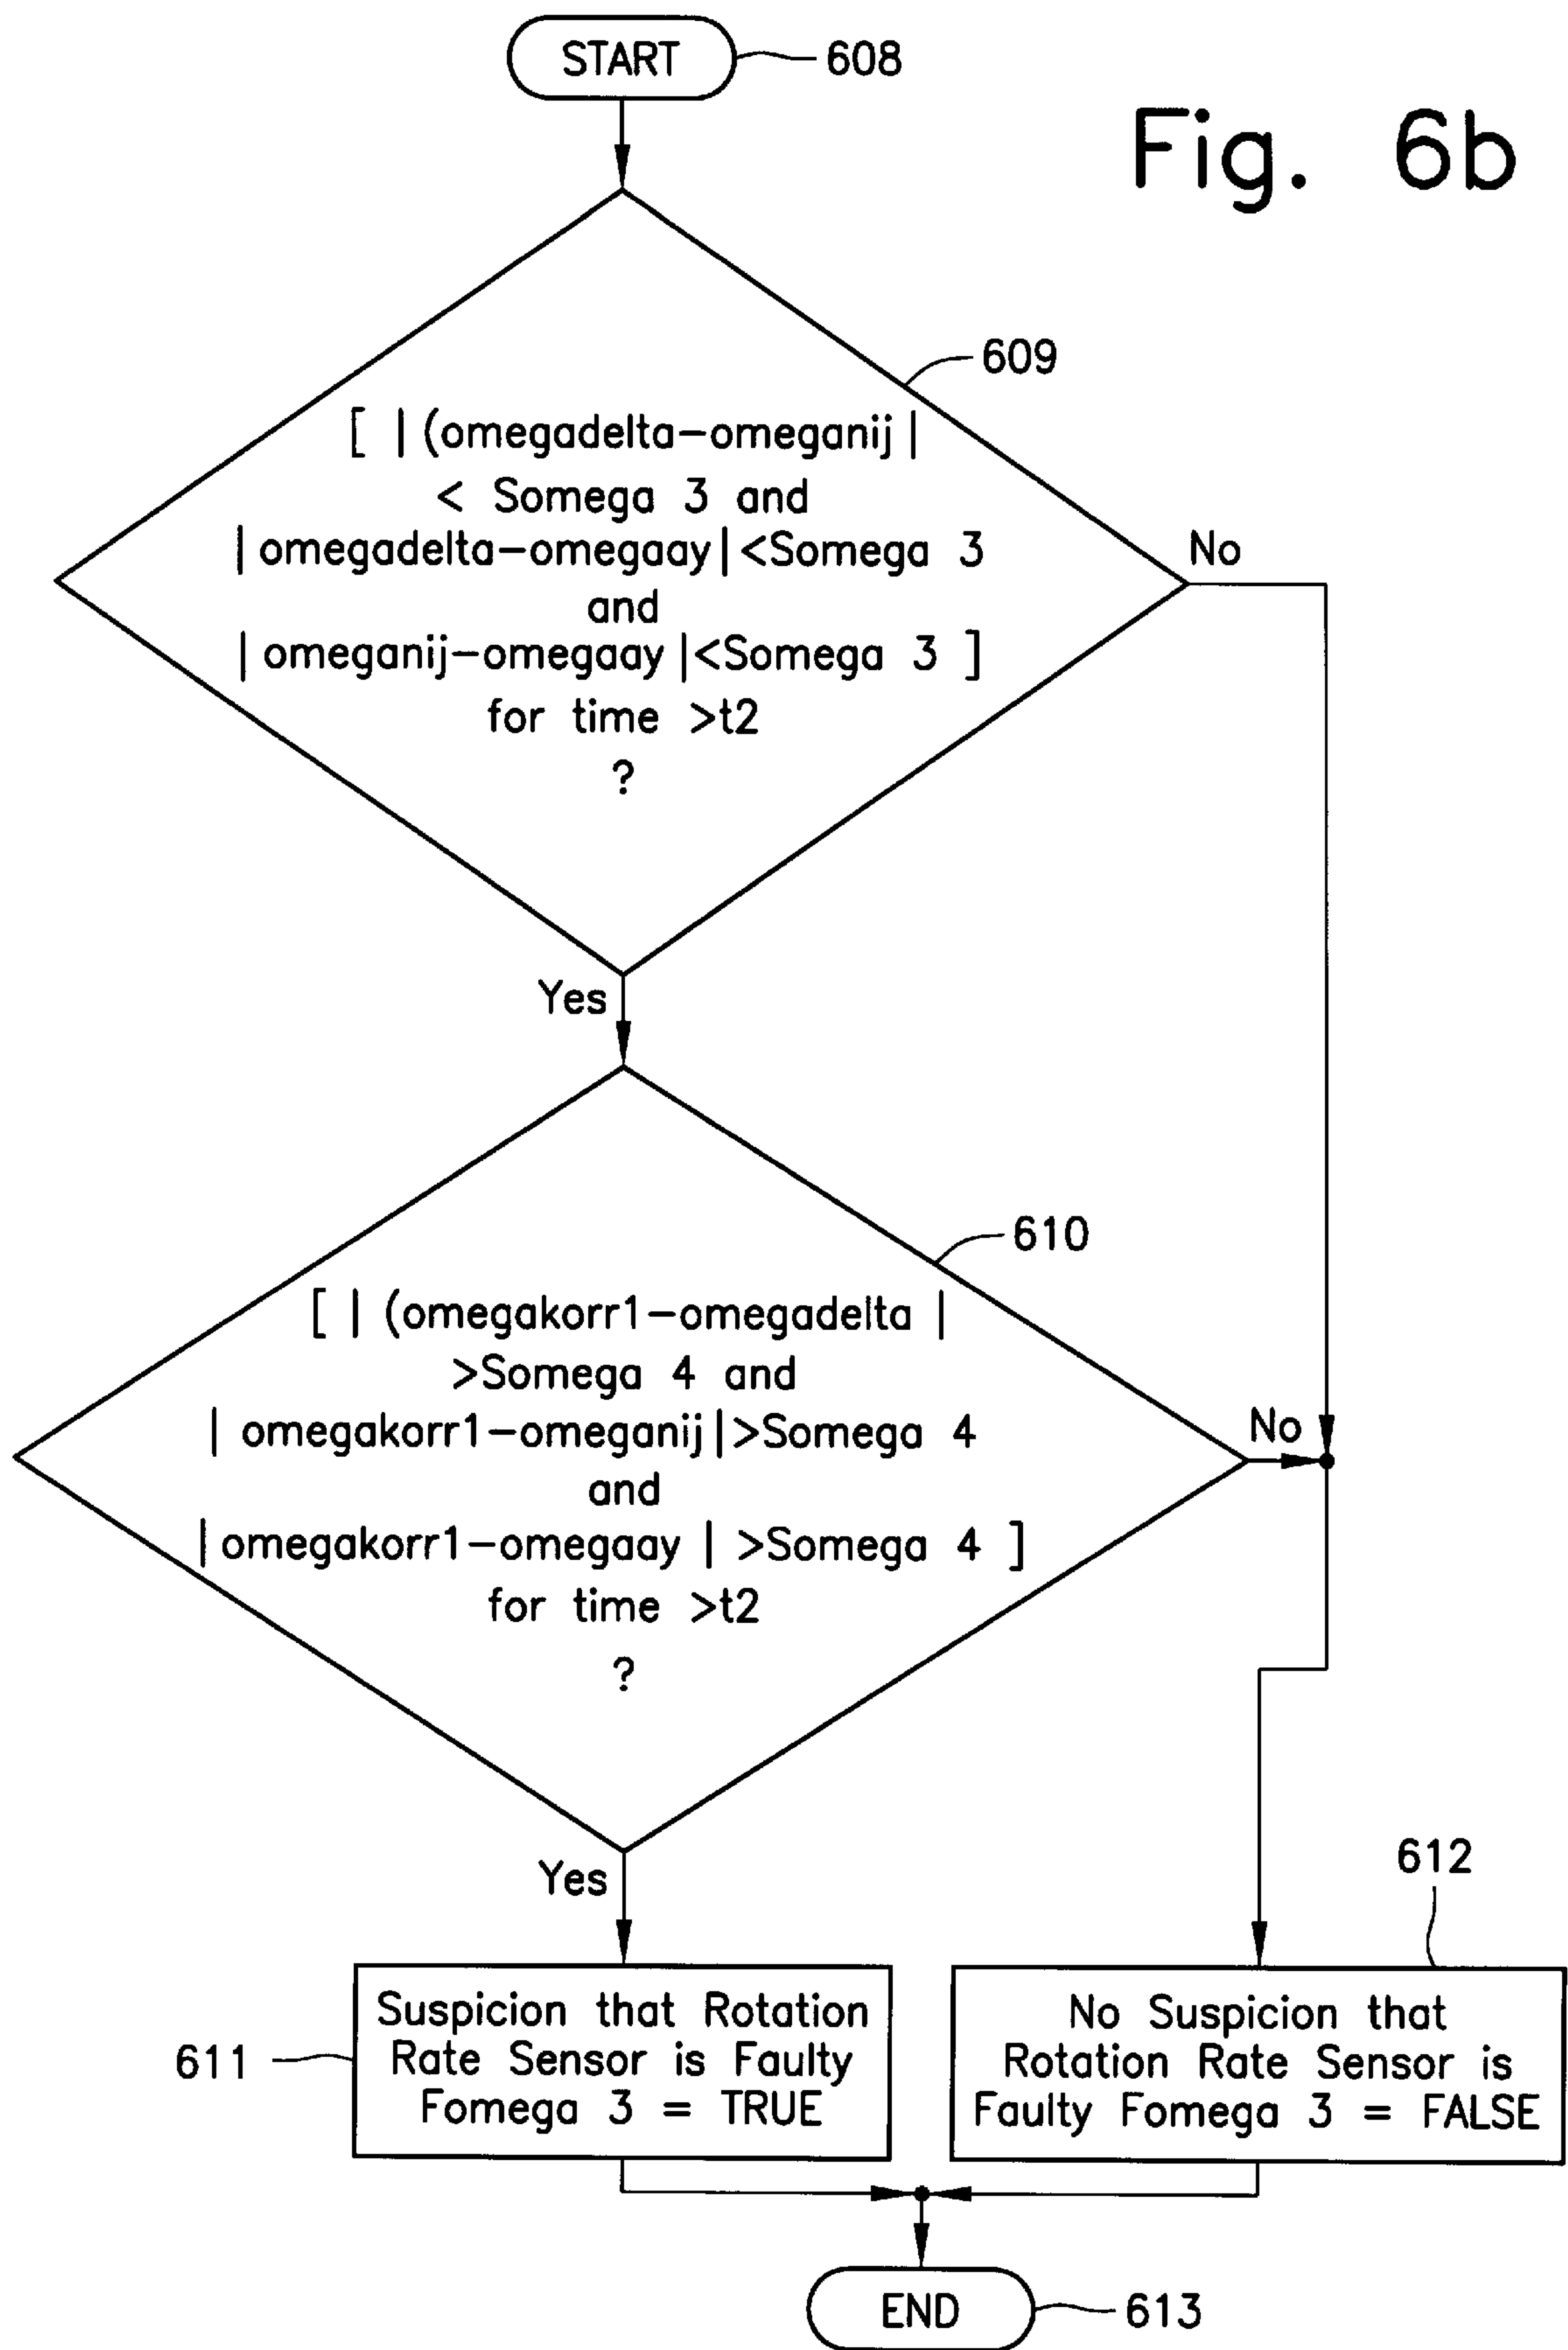 START
608
Fig. 6b
609
[ | (omegadelta-omeganij |
< Somega 3 and
| omegadelta-omegaay | <Somega 3
and
| omeganij-omegaay | <Somega 3 ]
for time >t2
?
No
Yes
610
[ | (omegakorr1-omegadelta |
>Somega 4 and
| omegakorr1-omeganij | >Somega 4
and
| omegakorr1-omegaay | >Somega 4 ]
for time >t2
?
No
Yes
612
Suspicion that Rotation
Rate Sensor is Faulty
Fomega 3 = TRUE
611
No Suspicion that
Rotation Rate Sensor is
Faulty Fomega 3 = FALSE
END
613